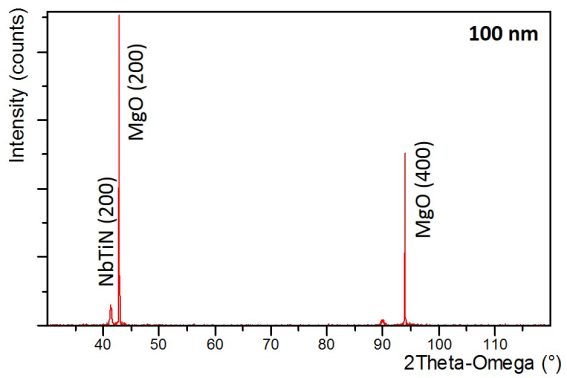 100 nm
Intensity (counts)
NbTiN (200)
MgO (200)
MgO (400)
40 50 60 70 80 90 100 110
2Theta-Omega (°)